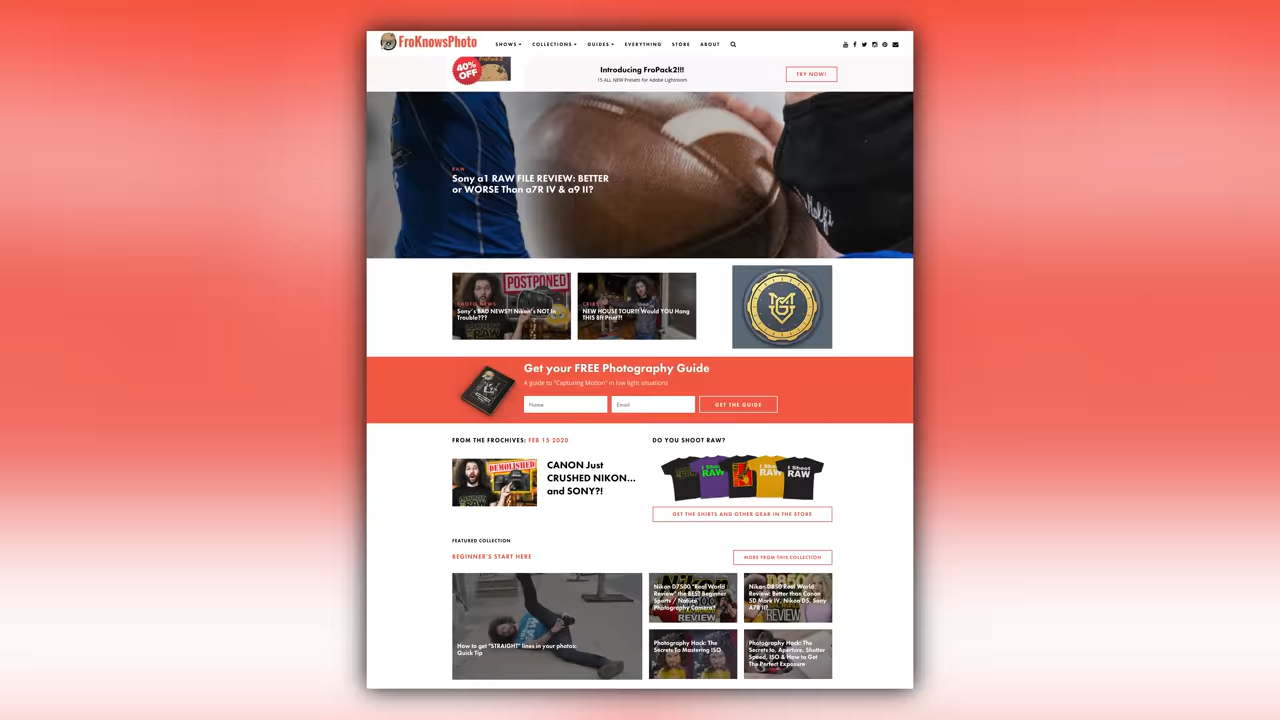 FroKnowsPhoto
SHOWS COLLECTIONS GUIDES EVERYTHING STORE ABOUT
40% OFF
FroPack 2
Introducing FroPack2!!!
15 ALL NEW Presets for Adobe Lightroom
TRY NOW!
RAW
Sony a1 RAW FILE REVIEW: BETTER
or WORSE Than a7R IV & a9 II?
POSTPONED
PHOTO NEWS
Sony's BAD NEWS?! Nikon's NOT In
Trouble???
NEW HOUSE TOUR!!! Would YOU Hang
THIS 8ft Print?!
Get your FREE Photography Guide
A guide to "Capturing Motion" in low light situations
Name
Email
GET THE GUIDE
FROM THE FROCHIVES: FEB 15 2020
DEMOLISHED
CANON Just
CRUSHED NIKON...
and SONY?!
DO YOU SHOOT RAW?
I Shoot
RAW
I Shoot
RAW
I Shoot
RAW
GET THE SHIRTS AND OTHER GEAR IN THE STORE
FEATURED COLLECTION
BEGINNER'S START HERE
MORE FROM THIS COLLECTION
How to get "STRAIGHT" lines in your photos:
Quick Tip
Nikon D7500 "Real World
Review" the BEST Beginner
Sports / Nature
Photography Camera?
REVIEW
D850
Nikon D850 Real World
Review: Better than Canon
5D Mark IV, Nikon D5, Sony
A7R II?
REVIEW
Photography Hack: The
Secrets To Mastering ISO
Photography Hack: The
Secrets to, Aperture, Shutter
Speed, ISO & How to Get
The Perfect Exposure